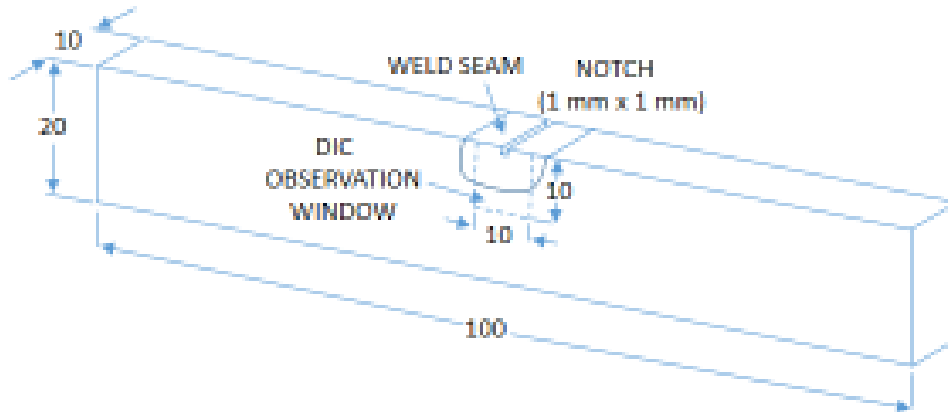 10
WELD SEAM
NOTCH
(1 mm x 1 mm)
20
DIC
OBSERVATION
WINDOW
10
10
100